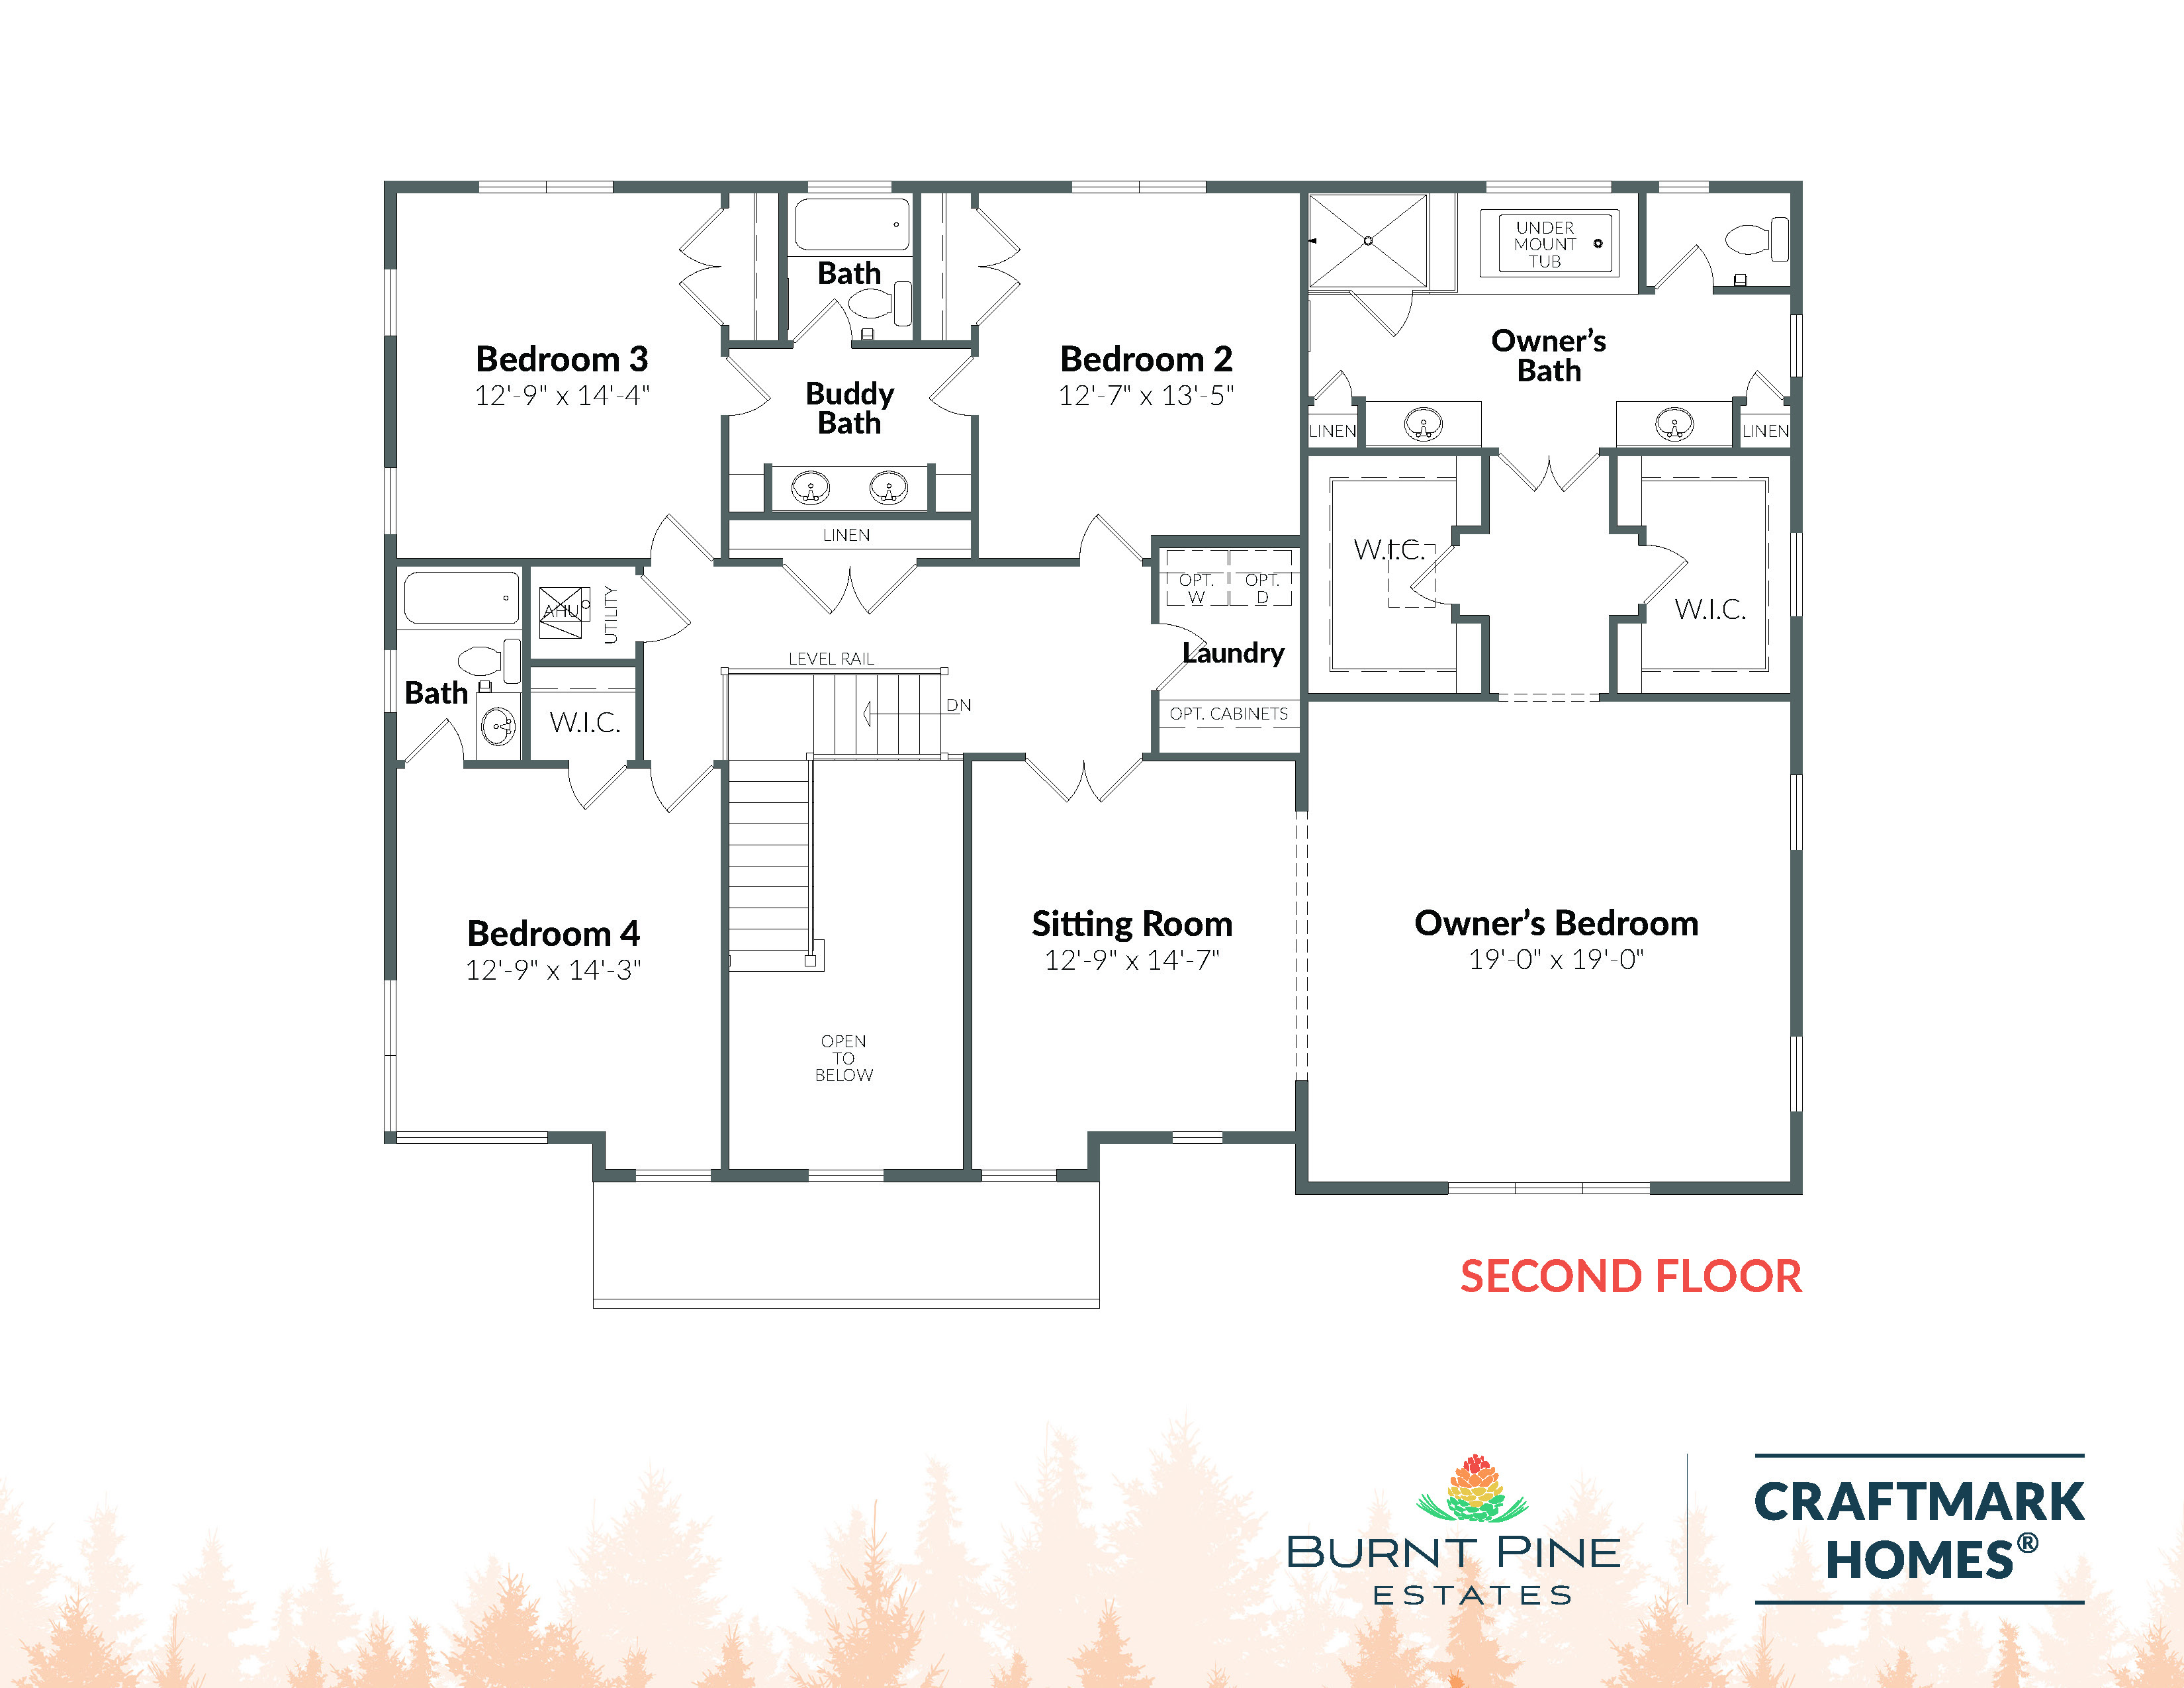 Bedroom 3
12'-9" x 14'-4"
Bath
Buddy
Bath
LINEN
Bedroom 2
12'-7" x 13'-5"
UNDER
MOUNT
TUB
Owner's
Bath
LINEN
LINEN
W.I.C.
W.I.C.
AHU
UTILITY
Bath
W.I.C.
LEVEL RAIL
DN
OPT.
W
OPT.
D
Laundry
OPT. CABINETS
Bedroom 4
12'-9" x 14'-3"
OPEN
TO
BELOW
Sitting Room
12'-9" x 14'-7"
Owner's Bedroom
19'-0" x 19'-0"
SECOND FLOOR
BURNT PINE
ESTATES
CRAFTMARK
HOMES®